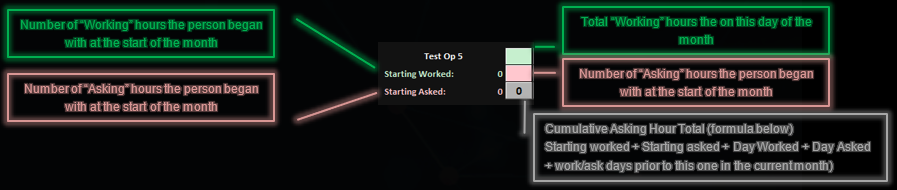 Number of "Working" hours the person began
with at the start of the month
Number of "Asking" hours the person began
with at the start of the month
Test Op 5
Starting Worked: 0
Starting Asked: 0 0
Total "Working" hours the on this day of the
month
Number of "Asking" hours the person began
with at the start of the month
Cumulative Asking Hour Total (formula below)
Starting worked + Starting asked + Day Worked + Day Asked
+ work/ask days prior to this one in the current month)